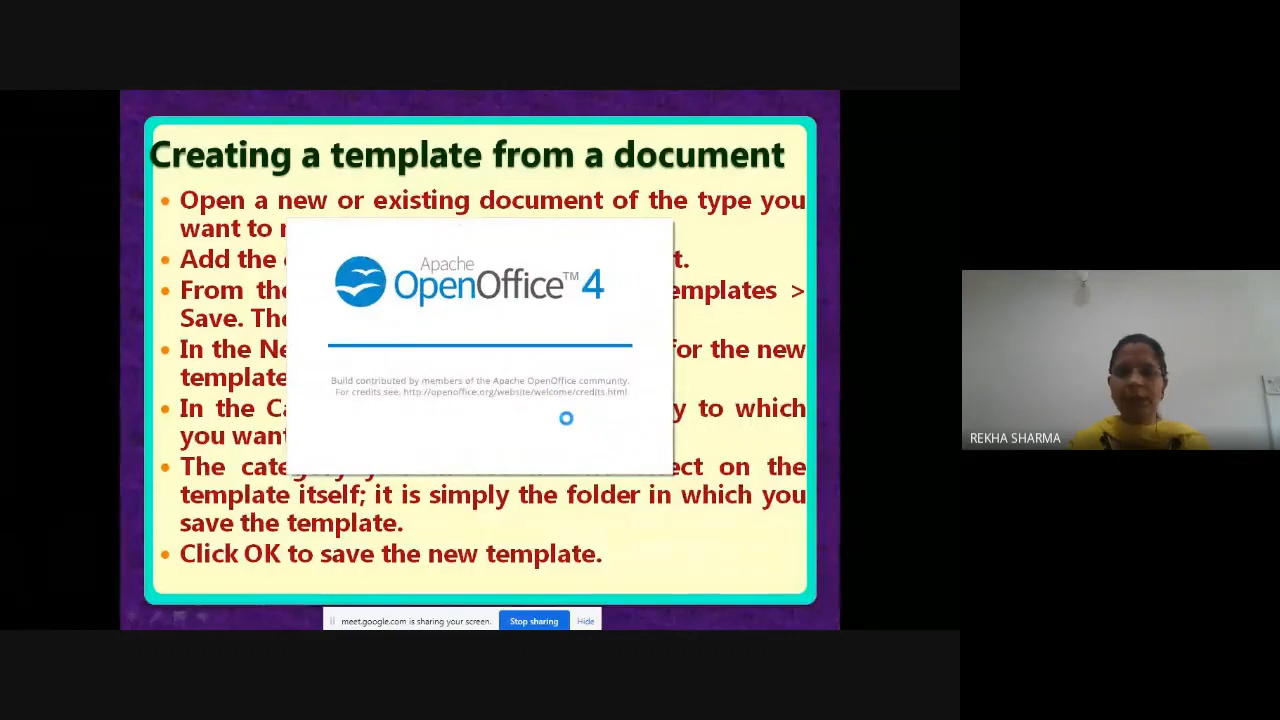 Creating a template from a document
• Open a new or existing document of the type you
want to
• Add the
t.
• From the
emplates >
Save. The
• In the Ne
for the new
template
• In the Ca
y to which
you want
• The cate
ect on the
template itself; it is simply the folder in which you
save the template.
• Click OK to save the new template.
Apache
OpenOffice™ 4
Build contributed by members of the Apache OpenOffice community.
For credits see, http://openoffice.org/website/welcome/credits.html
meet.google.com is sharing your screen.
Stop sharing
Hide
REKHA SHARMA